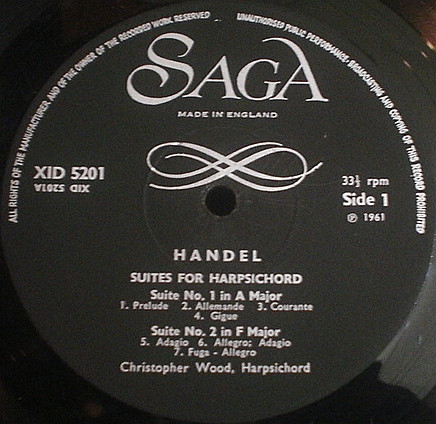 ALL RIGHTS OF THE MANUFACTURER AND OF THE OWNER OF THE RECORDED WORK RESERVED
UNAUTHORISED PUBLIC PERFORMANCE, BROADCASTING AND COPYING OF THIS RECORD PROHIBITED
SAGA
MADE IN ENGLAND
XID 5201
XID 5201A
33⅓ rpm
Side 1
℗ 1961
HANDEL
SUITES FOR HARPSICHORD
Suite No. 1 in A Major
1. Prelude 2. Allemande 3. Courante
4. Gigue
Suite No. 2 in F Major
5. Adagio 6. Allegro; Adagio
7. Fuga - Allegro
Christopher Wood, Harpsichord